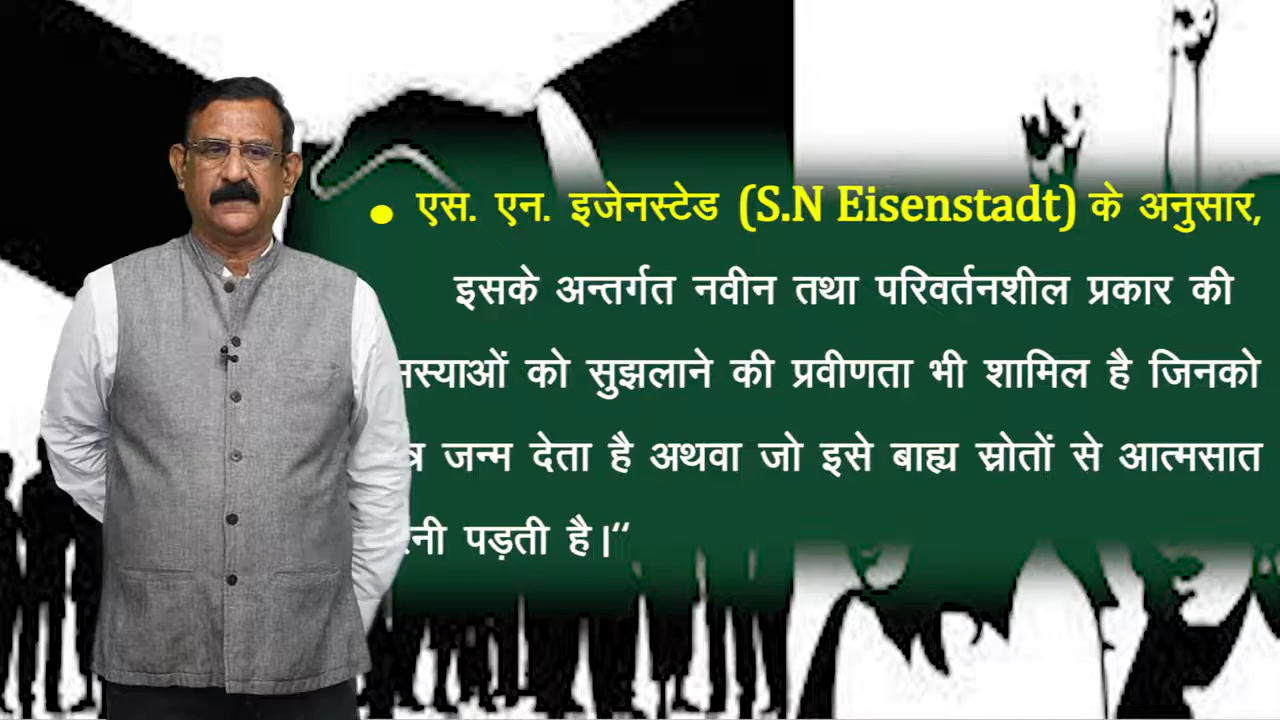 • एस. एन. इजेनस्टेड (S.N Eisenstadt) के अनुसार,
इसके अन्तर्गत नवीन तथा परिवर्तनशील प्रकार की
को सुझलाने की प्रवीणता भी शामिल है जिनको
जन्म देता है अथवा जो इसे बाह्य स्रोतों से आत्मसात
पड़ती है।“